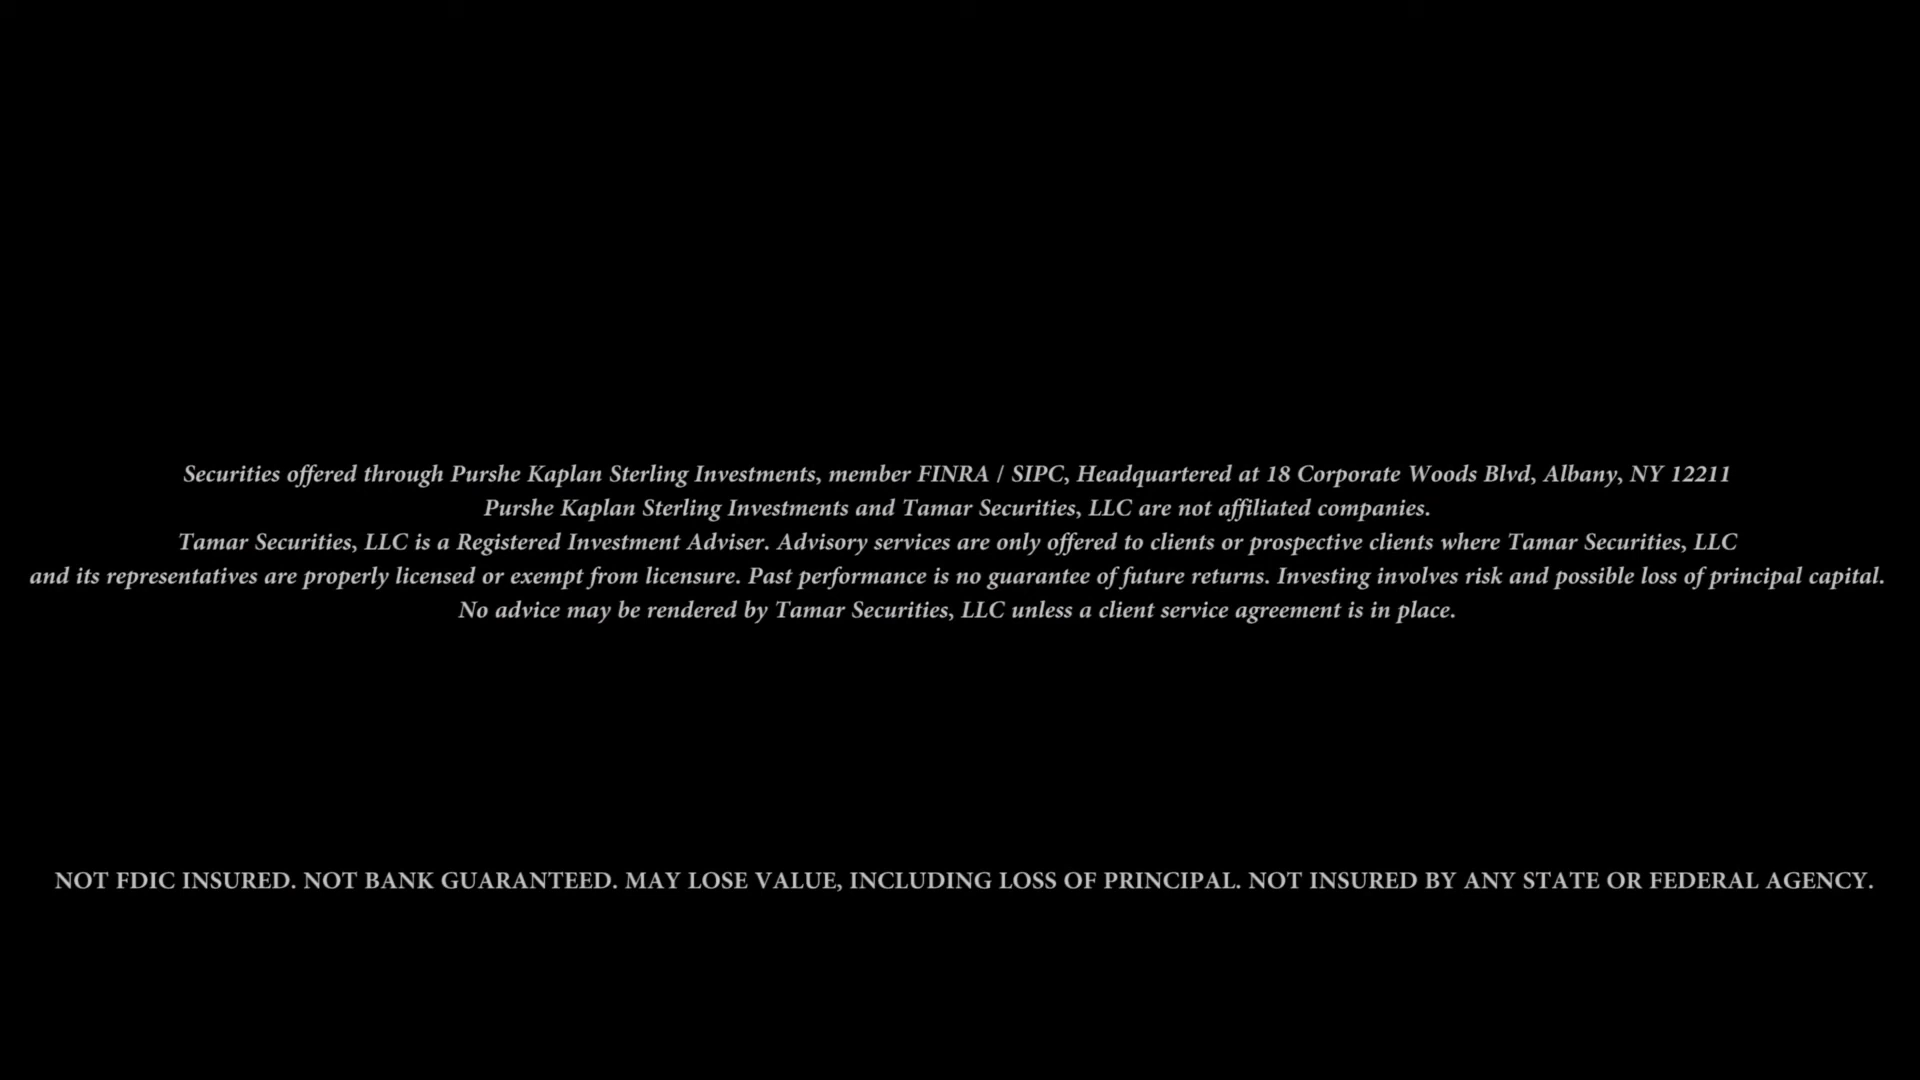 Securities offered through Purshe Kaplan Sterling Investments, member FINRA / SIPC, Headquartered at 18 Corporate Woods Blvd, Albany, NY 12211
Purshe Kaplan Sterling Investments and Tamar Securities, LLC are not affiliated companies.
Tamar Securities, LLC is a Registered Investment Adviser. Advisory services are only offered to clients or prospective clients where Tamar Securities, LLC
and its representatives are properly licensed or exempt from licensure. Past performance is no guarantee of future returns. Investing involves risk and possible loss of principal capital.
No advice may be rendered by Tamar Securities, LLC unless a client service agreement is in place.
NOT FDIC INSURED. NOT BANK GUARANTEED. MAY LOSE VALUE, INCLUDING LOSS OF PRINCIPAL. NOT INSURED BY ANY STATE OR FEDERAL AGENCY.